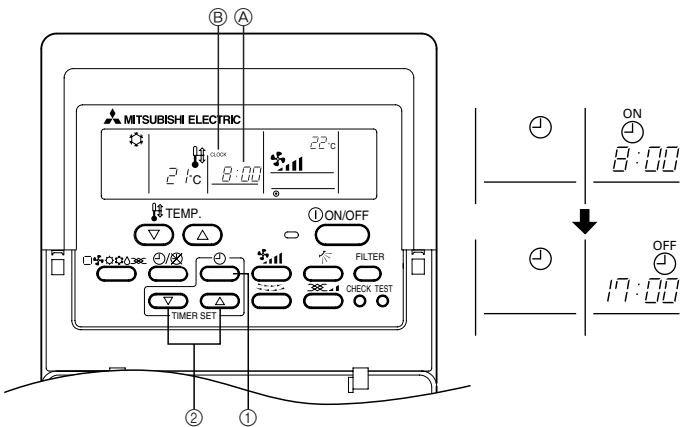 Ⓑ Ⓐ
MITSUBISHI ELECTRIC
CLOCK
22°C
21°C 8:00
TEMP.
ON/OFF
FILTER
CHECK TEST
TIMER SET
② ①
ON
8:00
OFF
17:00